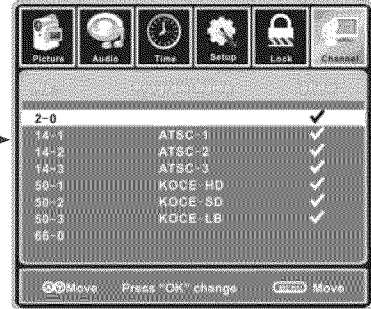 Picture Audio Time Setup Lock Channel
2-0
14-1 ATSC-1
14-2 ATSC-2
14-3 ATSC-3
50-1 KOCE-HD
50-2 KOCE-SD
50-3 KOCE-LB
66-0
Move Press "OK" change MENU Move